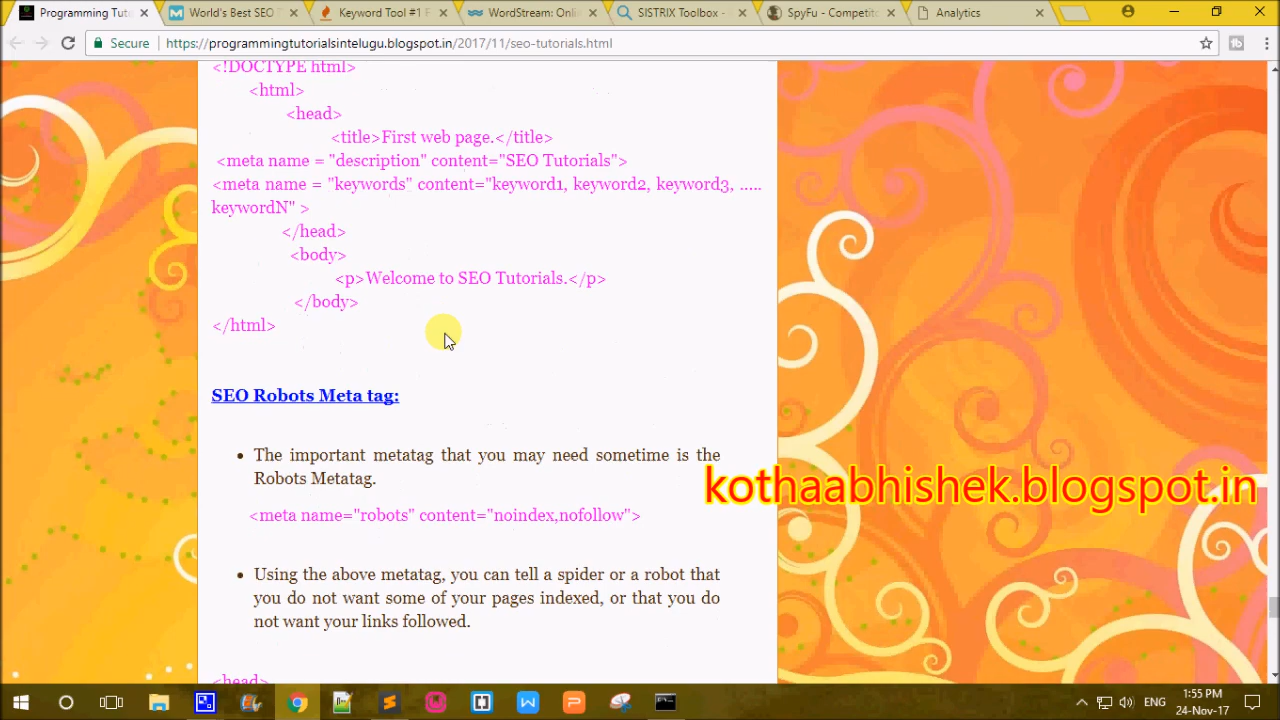 Programming Tuto
World's Best SEO T
Keyword Tool #1 F
WordStream: Onli
SISTRIX Toolbox -
SpyFu - Competito
Analytics
Secure
https://programmingtutorialsintelugu.blogspot.in/2017/11/seo-tutorials.html
<!DOCTYPE html>
<html>
<head>
<title>First web page.</title>
<meta name = "description" content="SEO Tutorials">
<meta name = "keywords" content="keyword1, keyword2, keyword3, .....
keywordN" >
</head>
<body>
<p>Welcome to SEO Tutorials.</p>
</body>
</html>
SEO Robots Meta tag:
• The important metatag that you may need sometime is the
Robots Metatag.
kothaabhishek.blogspot.in
<meta name="robots" content="noindex,nofollow">
• Using the above metatag, you can tell a spider or a robot that
you do not want some of your pages indexed, or that you do
not want your links followed.
<head>
ENG
1:55 PM
24-Nov-17